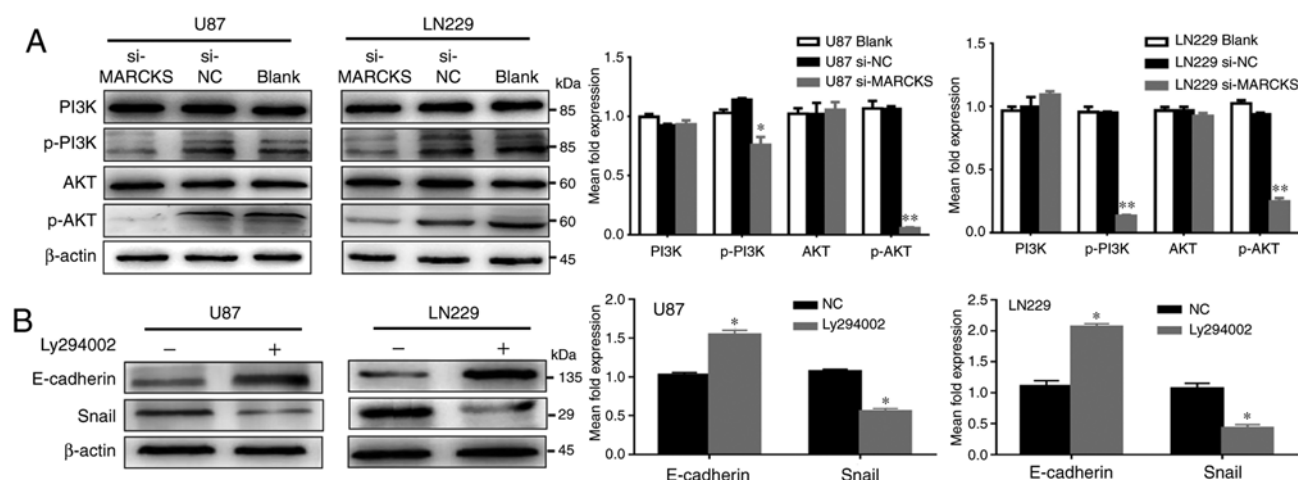 A
U87
LN229
si-
MARCKS
si-
NC
Blank
si-
MARCKS
si-
NC
Blank
kDa
PI3K
85
p-PI3K
85
AKT
60
p-AKT
60
β-actin
45
Mean fold expression
1.5
1.0
0.5
0.0
U87 Blank
U87 si-NC
U87 si-MARCKS
*
**
PI3K p-PI3K AKT p-AKT
Mean fold expression
1.5
1.0
0.5
0.0
LN229 Blank
LN229 si-NC
LN229 si-MARCKS
**
**
PI3K p-PI3K AKT p-AKT
B
U87
LN229
Ly294002 − + − + kDa
E-cadherin
135
Snail
29
β-actin
45
Mean fold expression
2.0
1.5
1.0
0.5
0.0
U87
NC
Ly294002
*
*
E-cadherin Snail
Mean fold expression
2.5
2.0
1.5
1.0
0.5
0.0
LN229
NC
Ly294002
*
*
E-cadherin Snail